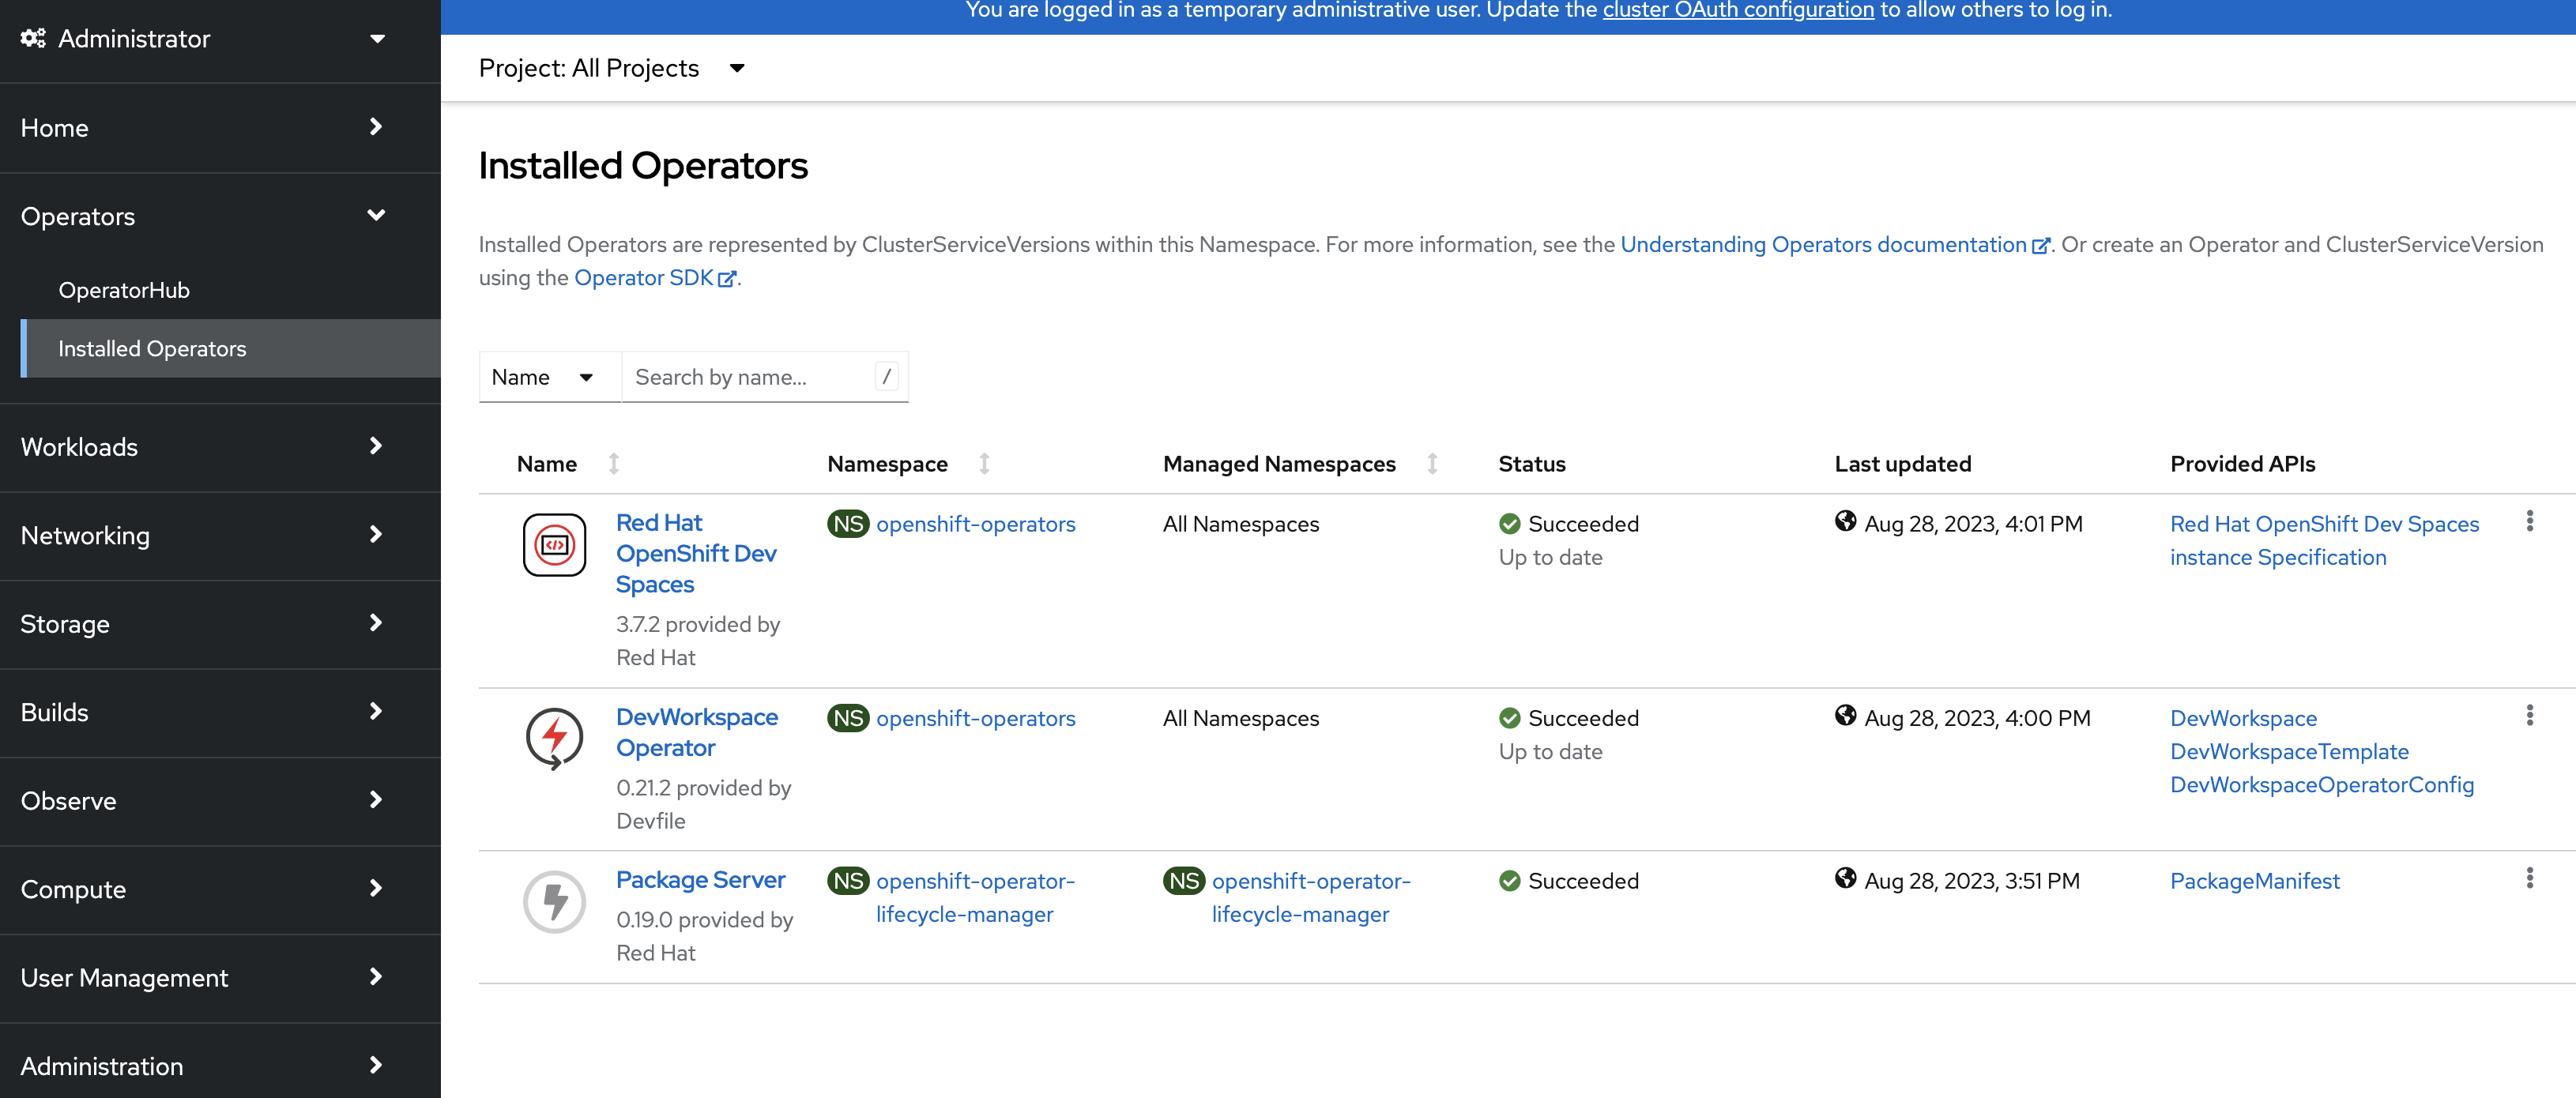 Administrator
Home
Operators
OperatorHub
Installed Operators
Workloads
Networking
Storage
Builds
Observe
Compute
User Management
Administration
You are logged in as a temporary administrative user. Update the cluster OAuth configuration to allow others to log in.
Project: All Projects
Installed Operators
Installed Operators are represented by ClusterServiceVersions within this Namespace. For more information, see the Understanding Operators documentation. Or create an Operator and ClusterServiceVersion
using the Operator SDK.
Name Search by name... /
Name Namespace Managed Namespaces Status Last updated Provided APIs
Red Hat
OpenShift Dev
Spaces
3.7.2 provided by
Red Hat
NS openshift-operators
All Namespaces
Succeeded
Up to date
Aug 28, 2023, 4:01 PM
Red Hat OpenShift Dev Spaces
instance Specification
DevWorkspace
Operator
0.21.2 provided by
Devfile
NS openshift-operators
All Namespaces
Succeeded
Up to date
Aug 28, 2023, 4:00 PM
DevWorkspace
DevWorkspaceTemplate
DevWorkspaceOperatorConfig
Package Server
0.19.0 provided by
Red Hat
NS openshift-operator-
lifecycle-manager
NS openshift-operator-
lifecycle-manager
Succeeded
Aug 28, 2023, 3:51 PM
PackageManifest